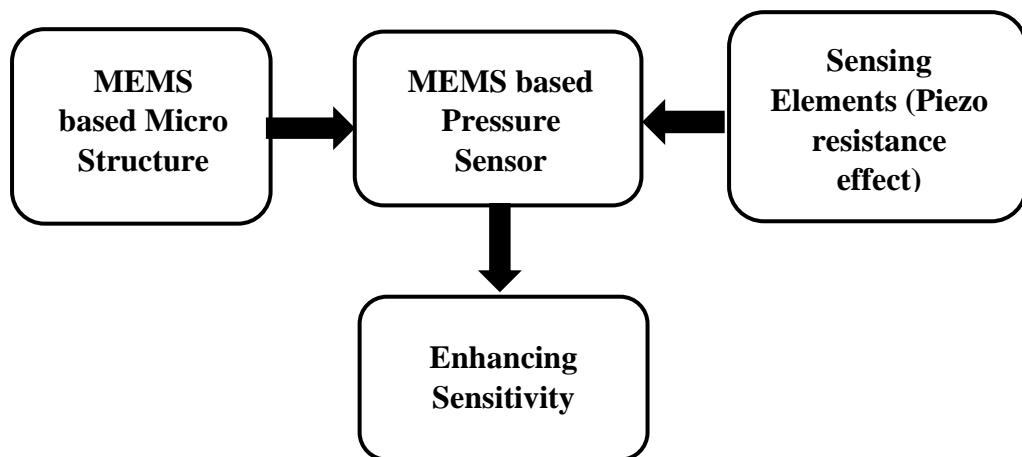 MEMS
based Micro
Structure
MEMS based
Pressure
Sensor
Sensing
Elements (Piezo
resistance
effect)
Enhancing
Sensitivity